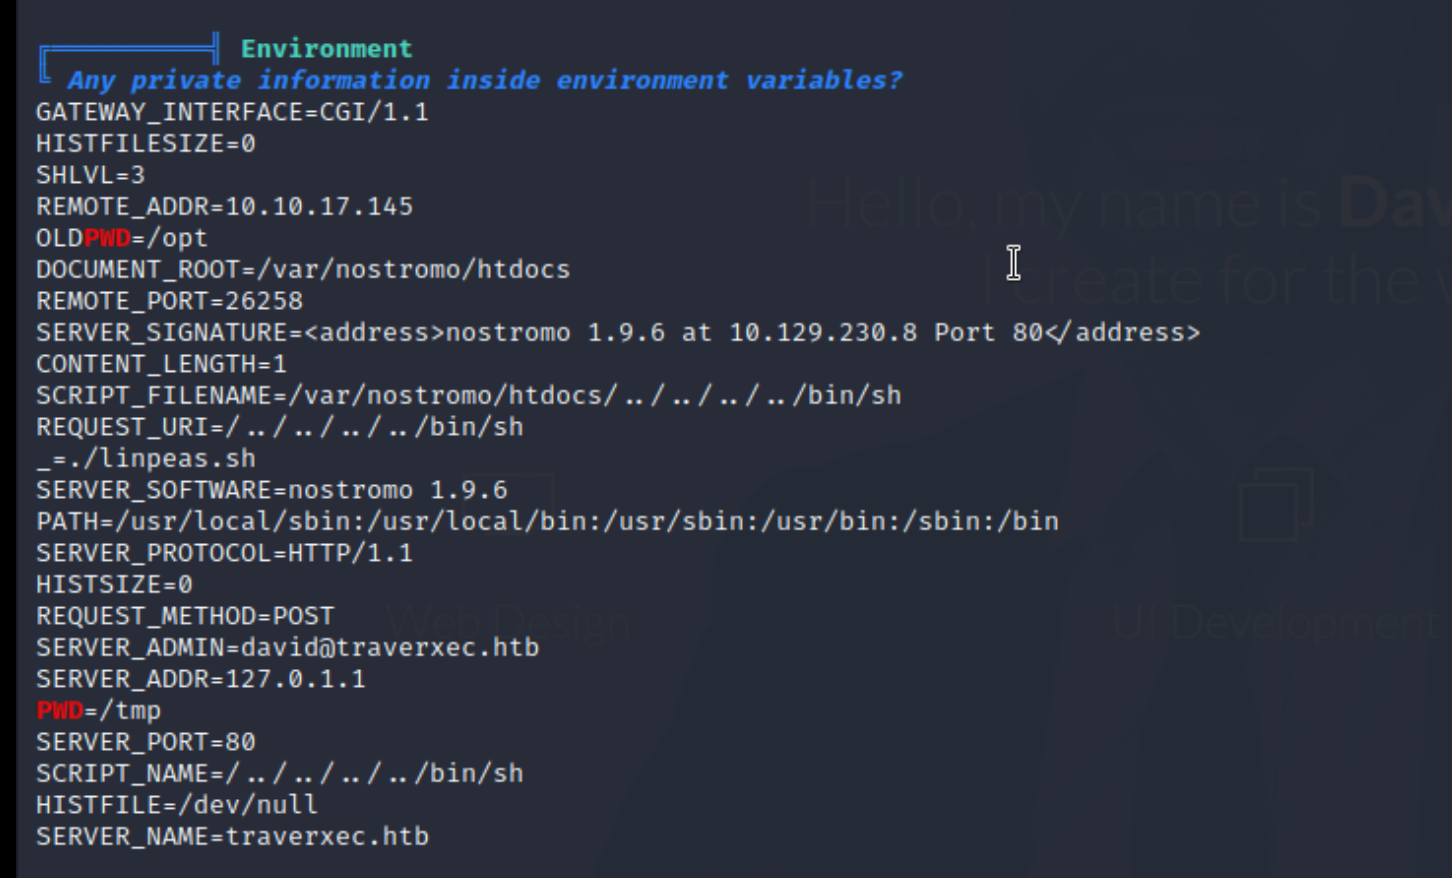 Environment
Any private information inside environment variables?
GATEWAY_INTERFACE=CGI/1.1
HISTFILESIZE=0
SHLVL=3
REMOTE_ADDR=10.10.17.145
OLDPWD=/opt
DOCUMENT_ROOT=/var/nostromo/htdocs
REMOTE_PORT=26258
SERVER_SIGNATURE=<address>nostromo 1.9.6 at 10.129.230.8 Port 80</address>
CONTENT_LENGTH=1
SCRIPT_FILENAME=/var/nostromo/htdocs/../../../../bin/sh
REQUEST_URI=/../../../../bin/sh
_=./linpeas.sh
SERVER_SOFTWARE=nostromo 1.9.6
PATH=/usr/local/sbin:/usr/local/bin:/usr/sbin:/usr/bin:/sbin:/bin
SERVER_PROTOCOL=HTTP/1.1
HISTSIZE=0
REQUEST_METHOD=POST
SERVER_ADMIN=david@traverxec.htb
SERVER_ADDR=127.0.1.1
PWD=/tmp
SERVER_PORT=80
SCRIPT_NAME=/../../../../bin/sh
HISTFILE=/dev/null
SERVER_NAME=traverxec.htb
Hello, my name is Dav
I create for the
Web Design
UI Development